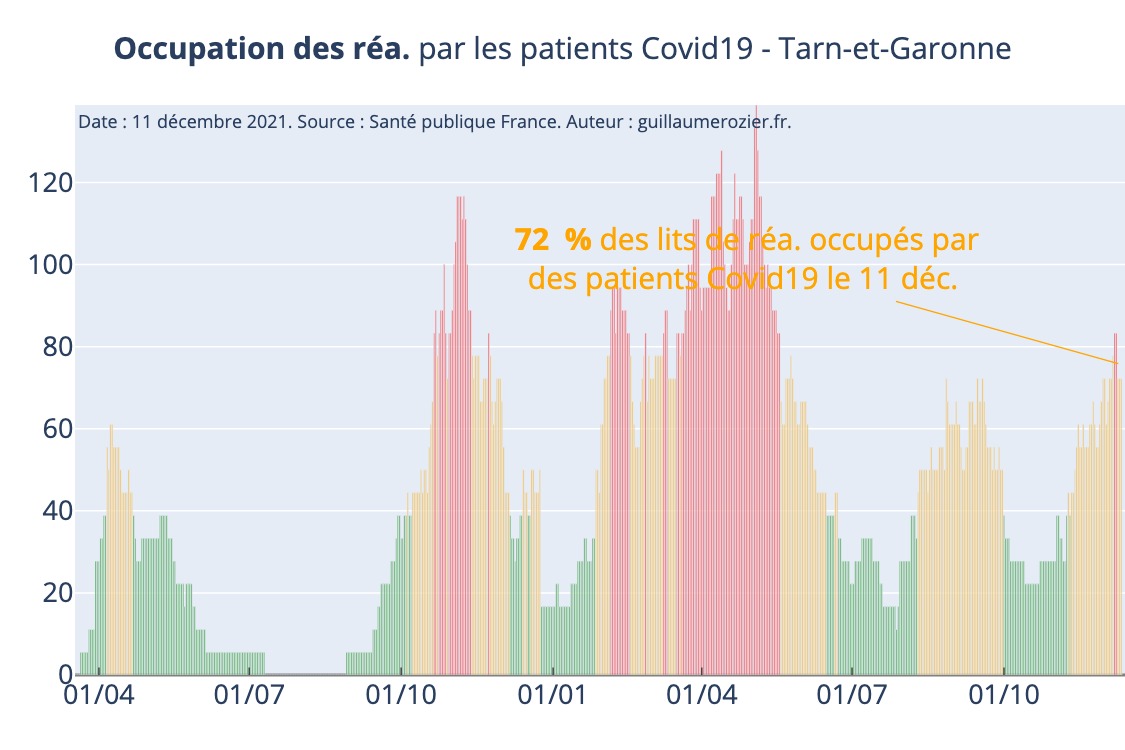 Occupation des réa. par les patients Covid19 - Tarn-et-Garonne
Date : 11 décembre 2021. Source : Santé publique France. Auteur : guillaumerozier.fr.
120
72 % des lits de réa. occupés par
100
des patients Covid19 le 11 déc.
80
60
40
20
0
01/04 01/07 01/10 01/01 01/04 01/07 01/10